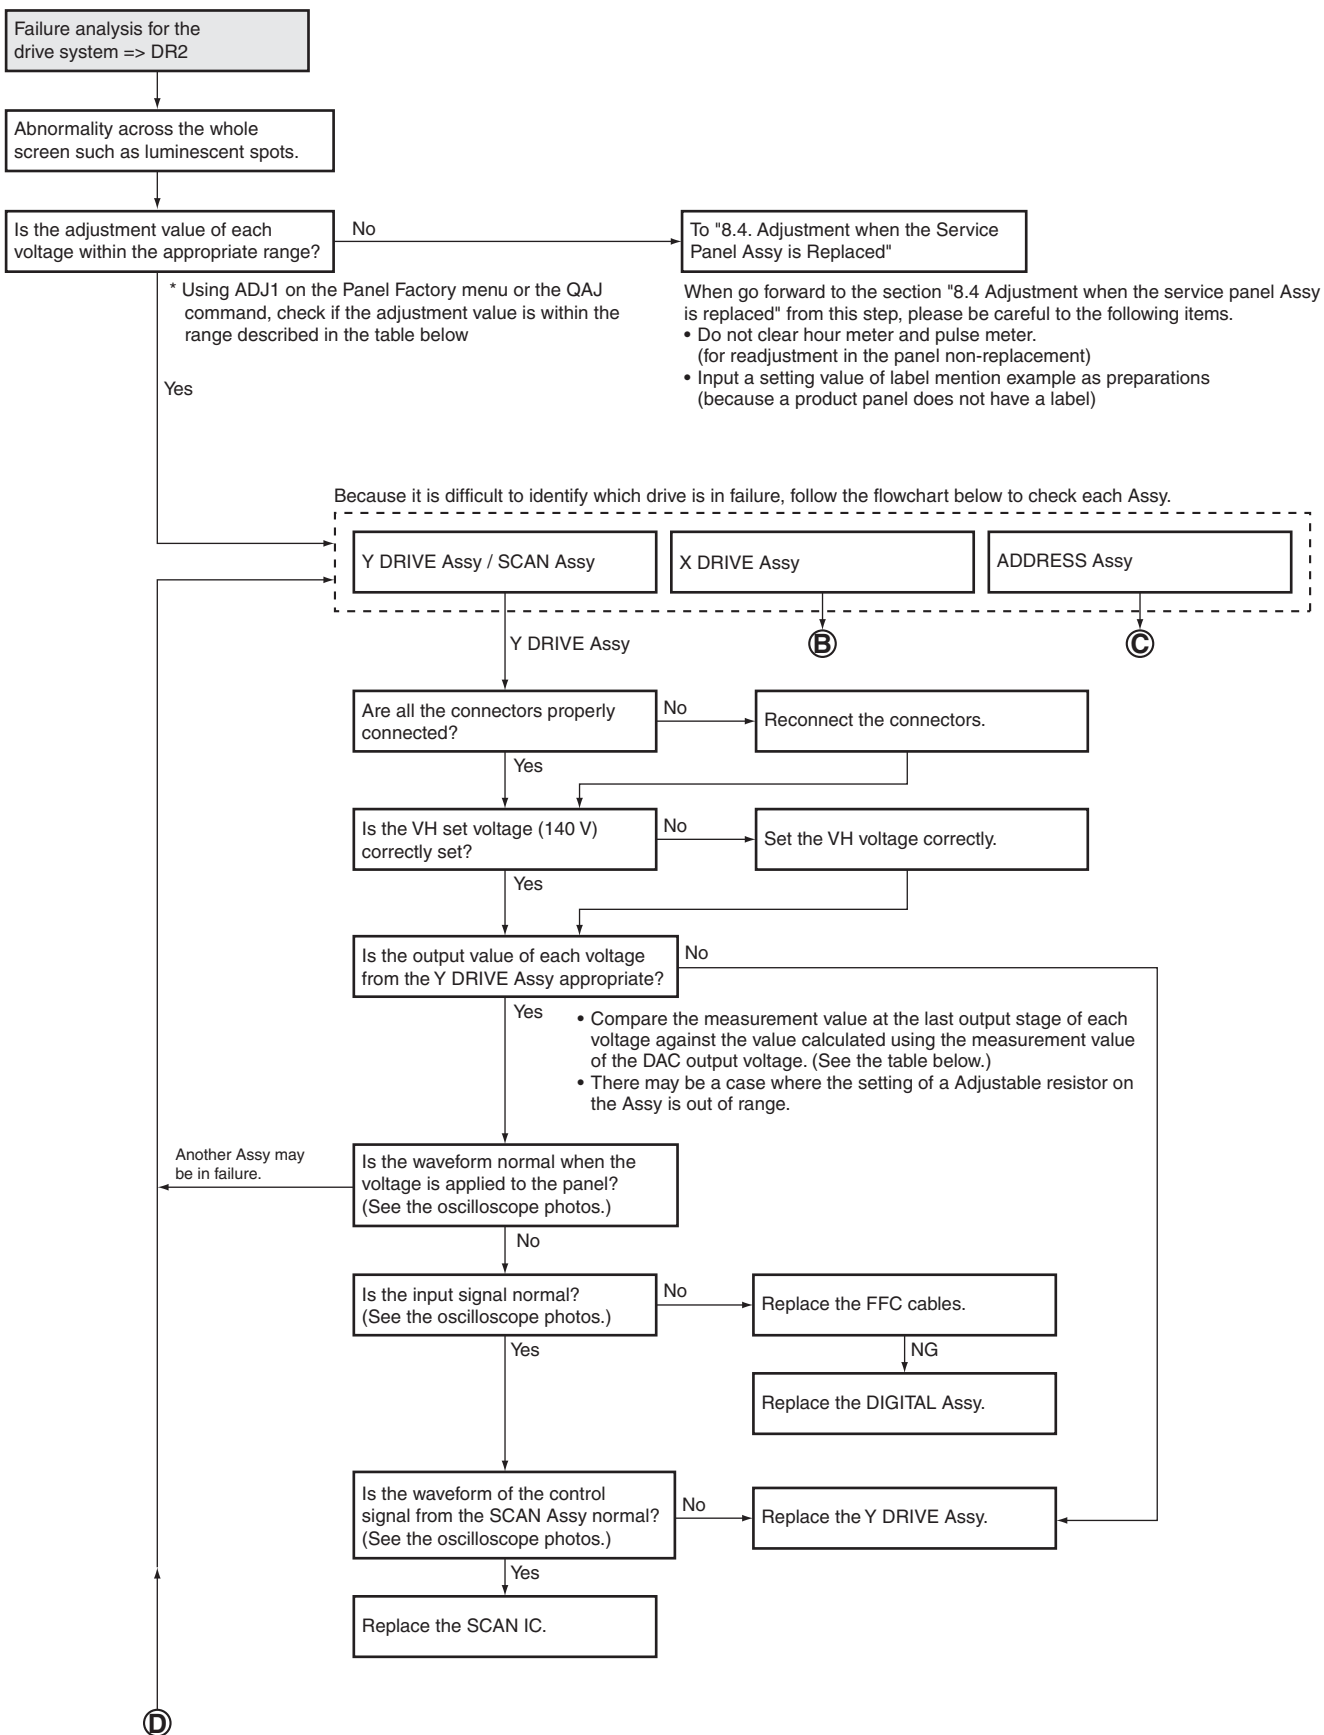 Failure analysis for the
drive system => DR2
Abnormality across the whole
screen such as luminescent spots.
Is the adjustment value of each
voltage within the appropriate range?
No
To "8.4. Adjustment when the Service
Panel Assy is Replaced"
* Using ADJ1 on the Panel Factory menu or the QAJ
command, check if the adjustment value is within the
range described in the table below
When go forward to the section "8.4 Adjustment when the service panel Assy
is replaced" from this step, please be careful to the following items.
• Do not clear hour meter and pulse meter.
(for readjustment in the panel non-replacement)
• Input a setting value of label mention example as preparations
(because a product panel does not have a label)
Yes
Because it is difficult to identify which drive is in failure, follow the flowchart below to check each Assy.
Y DRIVE Assy / SCAN Assy
X DRIVE Assy
ADDRESS Assy
Y DRIVE Assy
B
C
Are all the connectors properly
connected?
No
Reconnect the connectors.
Yes
Is the VH set voltage (140 V)
correctly set?
No
Set the VH voltage correctly.
Yes
Is the output value of each voltage
from the Y DRIVE Assy appropriate?
No
Yes
• Compare the measurement value at the last output stage of each
voltage against the value calculated using the measurement value
of the DAC output voltage. (See the table below.)
• There may be a case where the setting of a Adjustable resistor on
the Assy is out of range.
Another Assy may
be in failure.
Is the waveform normal when the
voltage is applied to the panel?
(See the oscilloscope photos.)
No
Is the input signal normal?
(See the oscilloscope photos.)
No
Replace the FFC cables.
Yes
NG
Replace the DIGITAL Assy.
Is the waveform of the control
signal from the SCAN Assy normal?
(See the oscilloscope photos.)
No
Replace the Y DRIVE Assy.
Yes
Replace the SCAN IC.
D